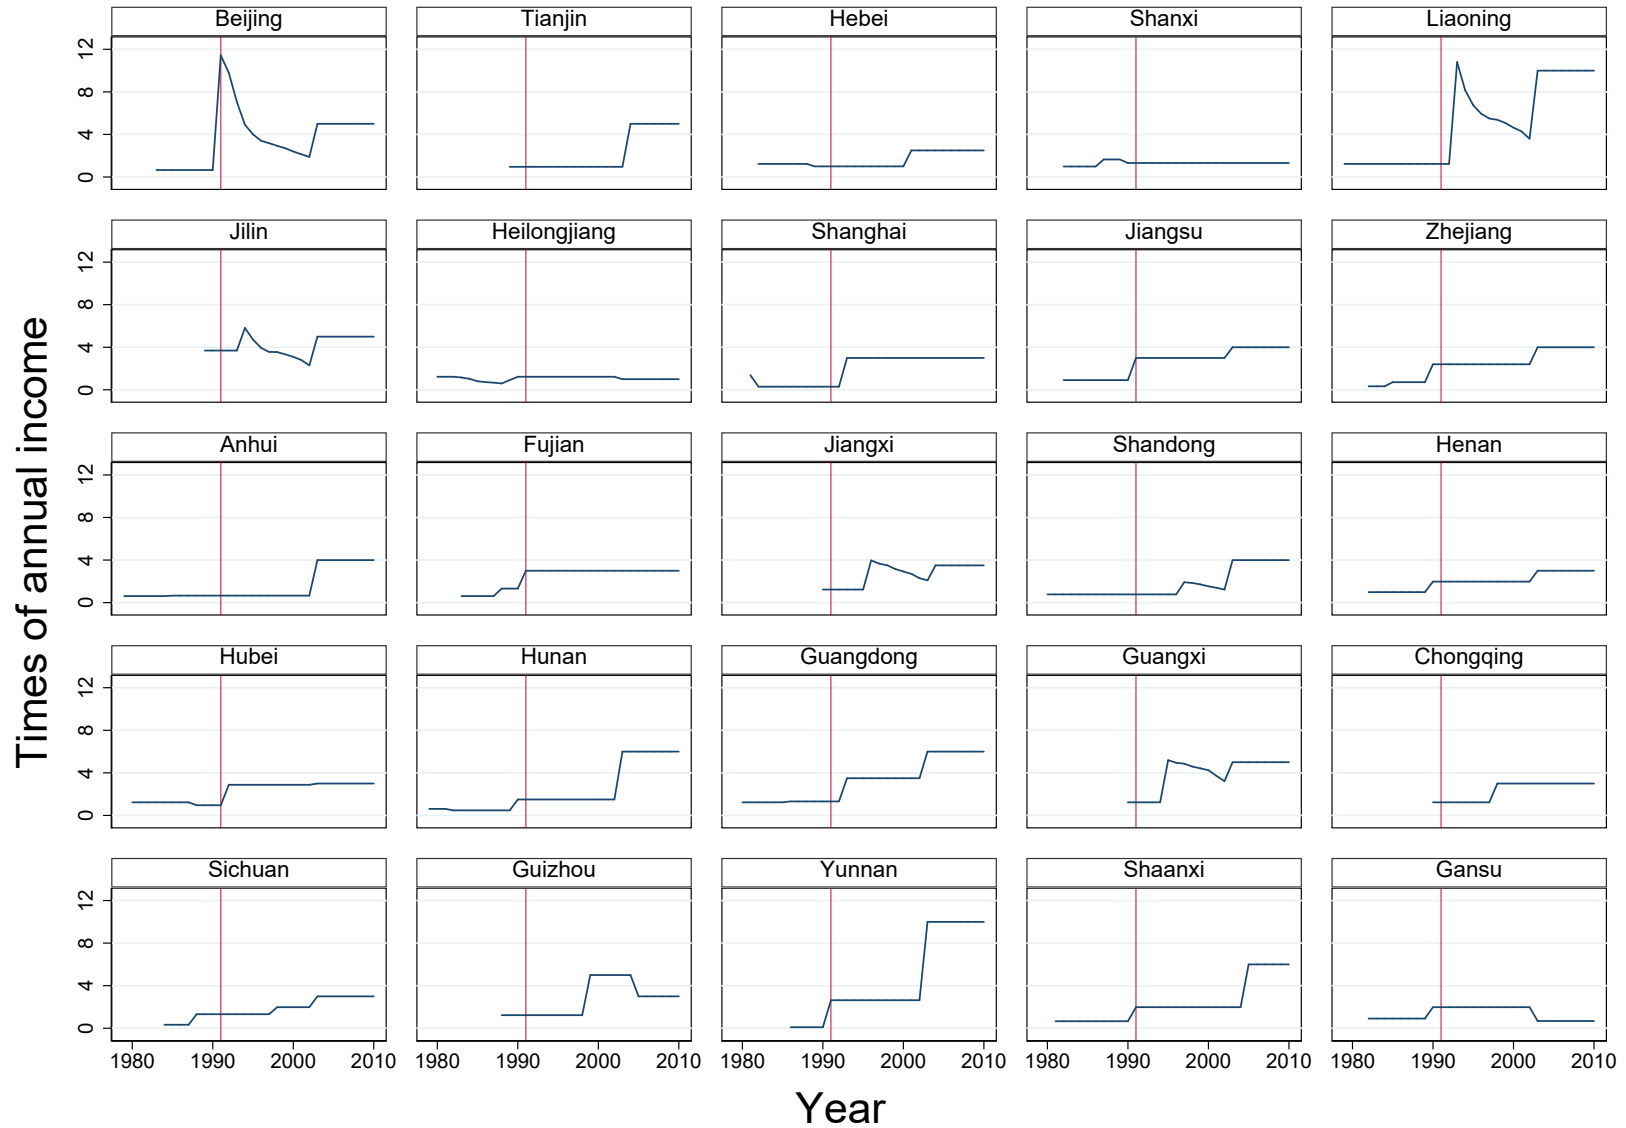 Beijing Tianjin Hebei Shanxi Liaoning
12
8
4
0
Jilin Heilongjiang Shanghai Jiangsu Zhejiang
12
8
4
0
Anhui Fujian Jiangxi Shandong Henan
12
8
4
0
Hubei Hunan Guangdong Guangxi Chongqing
12
8
4
0
Sichuan Guizhou Yunnan Shaanxi Gansu
12
8
4
0
1980 1990 2000 2010 1980 1990 2000 2010 1980 1990 2000 2010 1980 1990 2000 2010 1980 1990 2000 2010
Times of annual income
Year